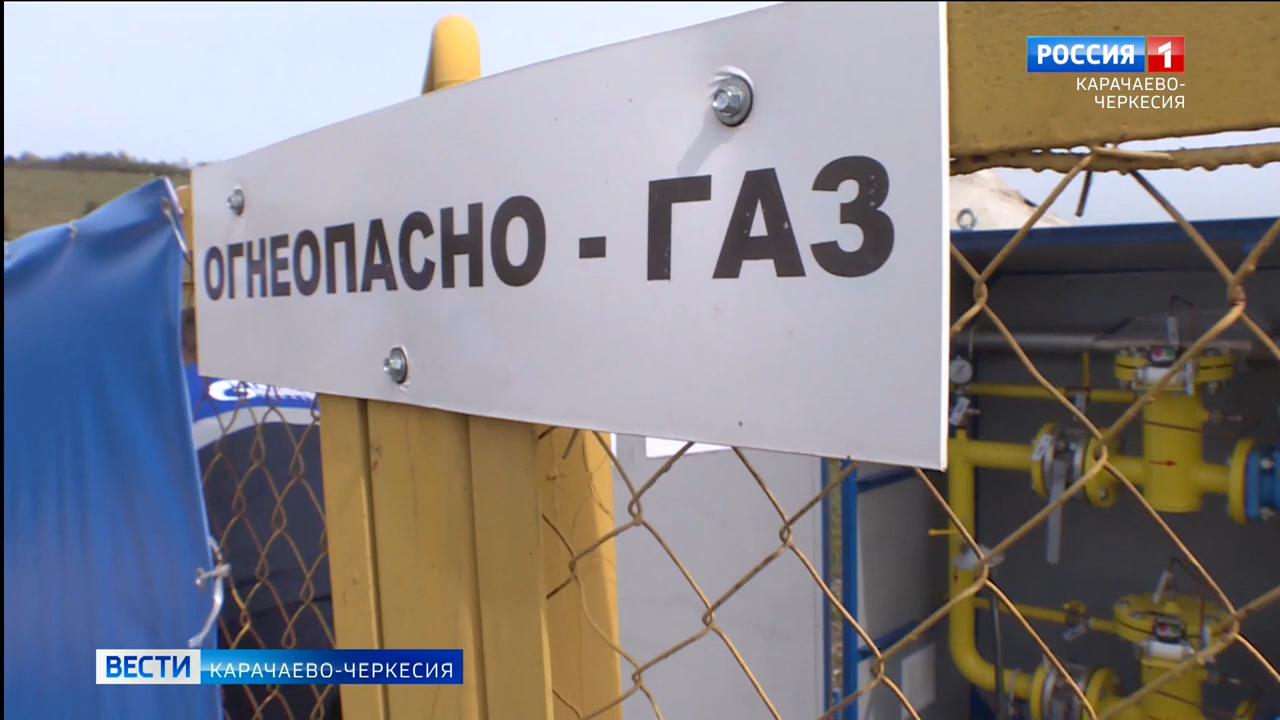 РОССИЯ 1
КАРАЧАЕВО-
ЧЕРКЕСИЯ
ОГНЕОПАСНО - ГАЗ
ВЕСТИ КАРАЧАЕВО-ЧЕРКЕСИЯ